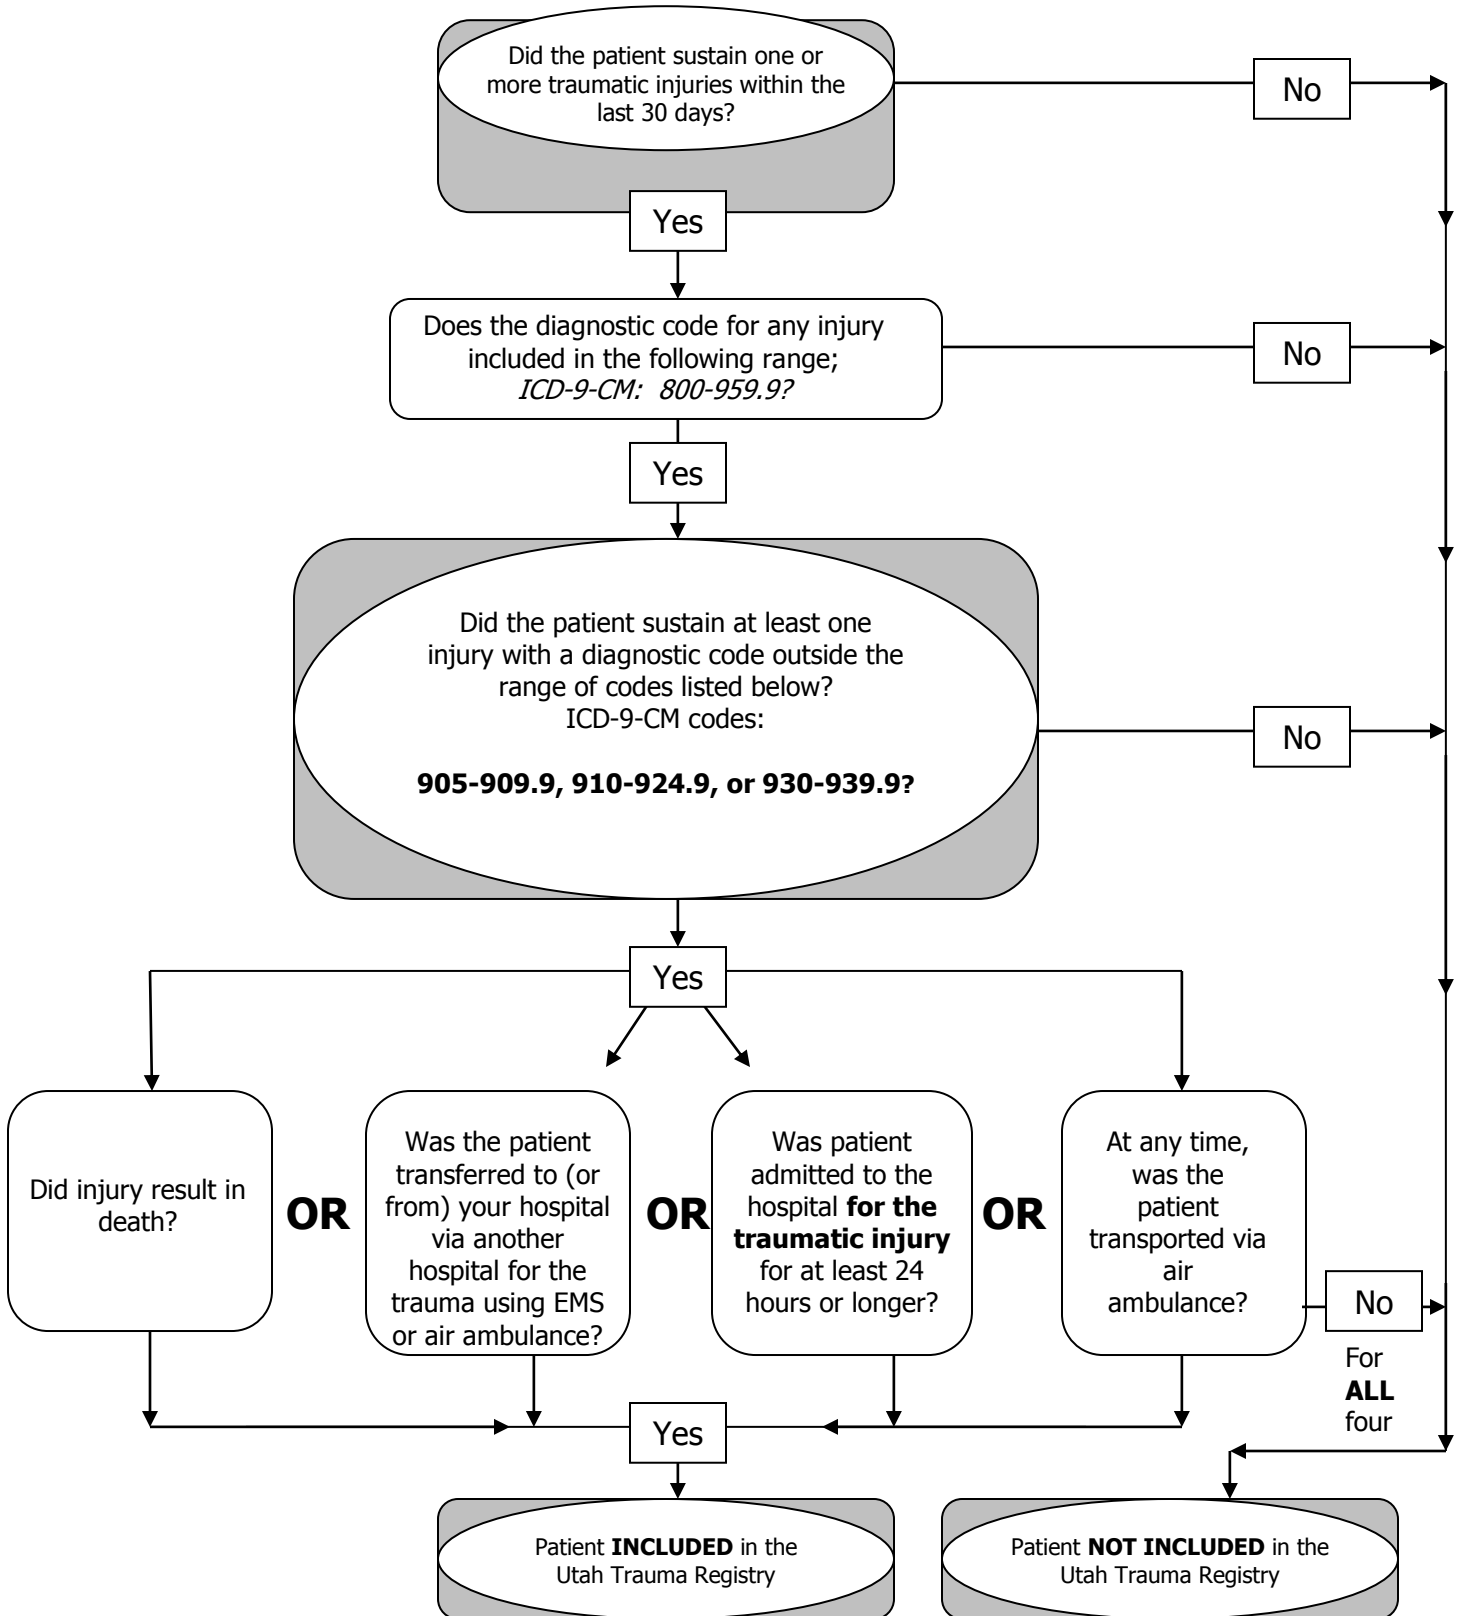 Did the patient sustain one or
more traumatic injuries within the
last 30 days?
No
Yes
Does the diagnostic code for any injury
included in the following range;
ICD-9-CM:  800-959.9?
No
Yes
Did the patient sustain at least one
injury with a diagnostic code outside the
range of codes listed below?
ICD-9-CM codes:
905-909.9, 910-924.9, or 930-939.9?
No
Yes
Did injury result in
death?
OR
Was the patient
transferred to (or
from) your hospital
via another
hospital for the
trauma using EMS
or air ambulance?
OR
Was patient
admitted to the
hospital for the
traumatic injury
for at least 24
hours or longer?
OR
At any time,
was the
patient
transported via
air
ambulance?
No
For
ALL
four
Yes
Patient INCLUDED in the
Utah Trauma Registry
Patient NOT INCLUDED in the
Utah Trauma Registry